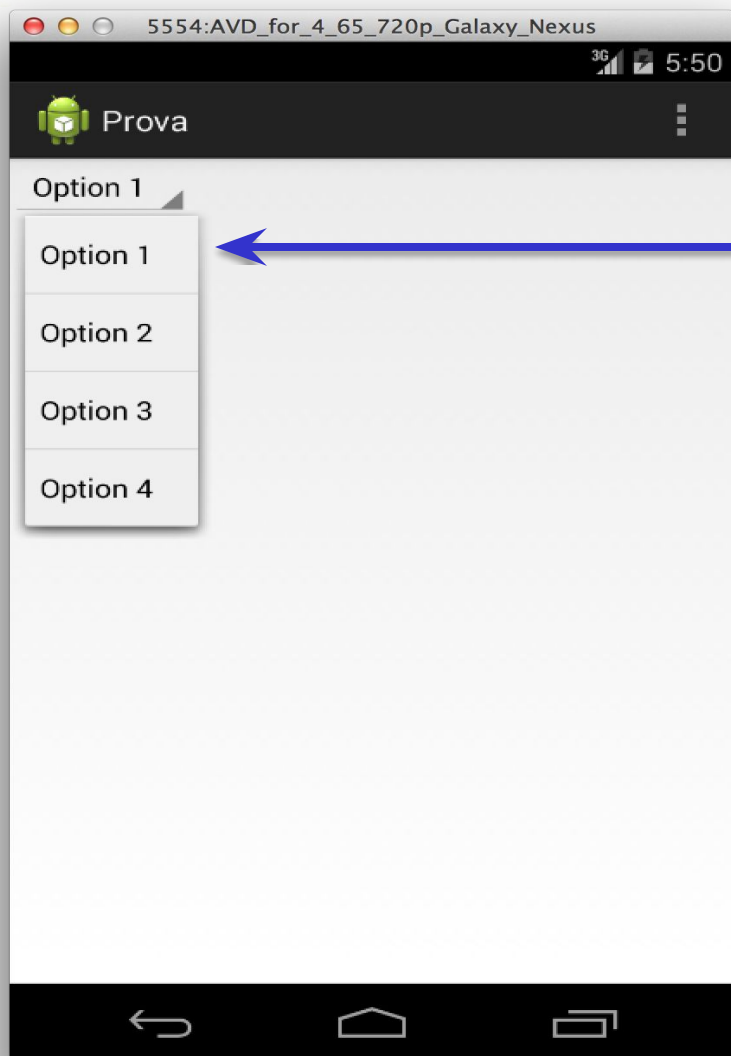 5554:AVD_for_4_65_720p_Galaxy_Nexus
3G 5:50
Prova
Option 1
Option 1
Option 2
Option 3
Option 4